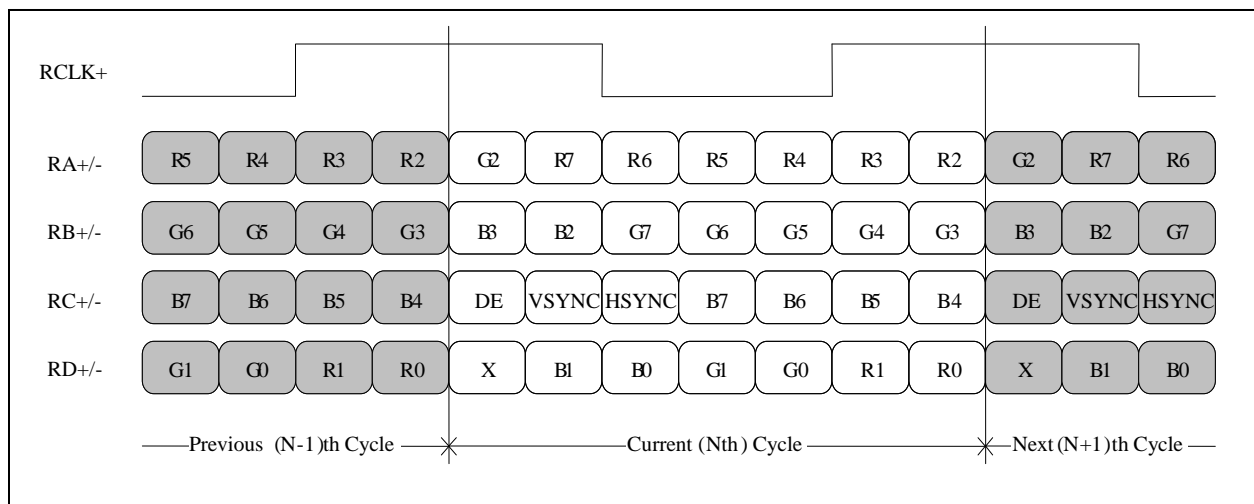 RCLK+
RA+/- R5 R4 R3 R2 G2 R7 R6 R5 R4 R3 R2 G2 R7 R6
RB+/- G6 G5 G4 G3 B3 B2 G7 G6 G5 G4 G3 B3 B2 G7
RC+/- B7 B6 B5 B4 DE VSYNC HSYNC B7 B6 B5 B4 DE VSYNC HSYNC
RD+/- G1 G0 R1 R0 X B1 B0 G1 G0 R1 R0 X B1 B0
Previous (N-1)th Cycle Current (Nth) Cycle Next (N+1)th Cycle